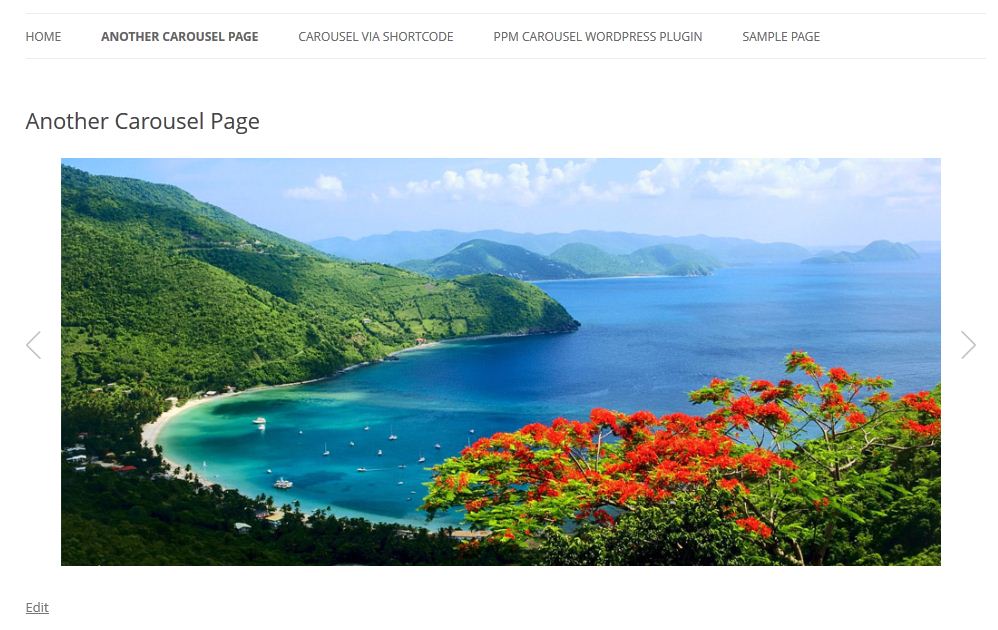 HOME ANOTHER CAROUSEL PAGE CAROUSEL VIA SHORTCODE PPM CAROUSEL WORDPRESS PLUGIN SAMPLE PAGE
Another Carousel Page
Edit